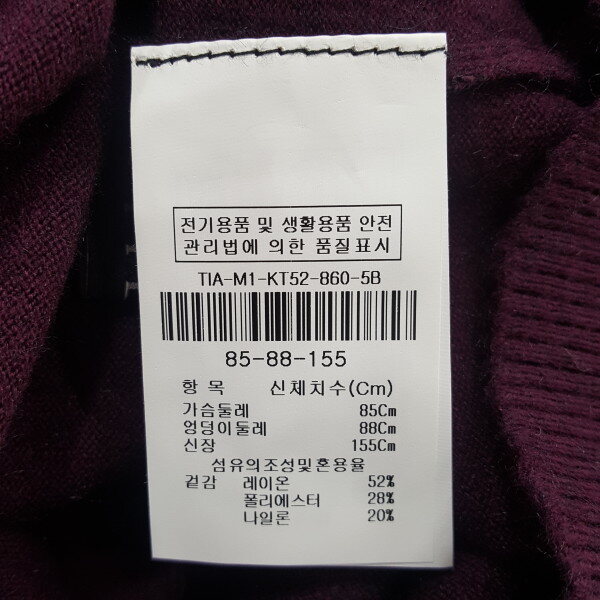 전기용품 및 생활용품 안전
관리법에 의한 품질표시
TIA-M1-KT52-860-5B
85-88-155
항 목 신체치수(Cm)
가슴둘레 85Cm
엉덩이둘레 88Cm
신장 155Cm
섬유의조성및혼용율
겉감 레이온 52%
폴리에스터 28%
나일론 20%